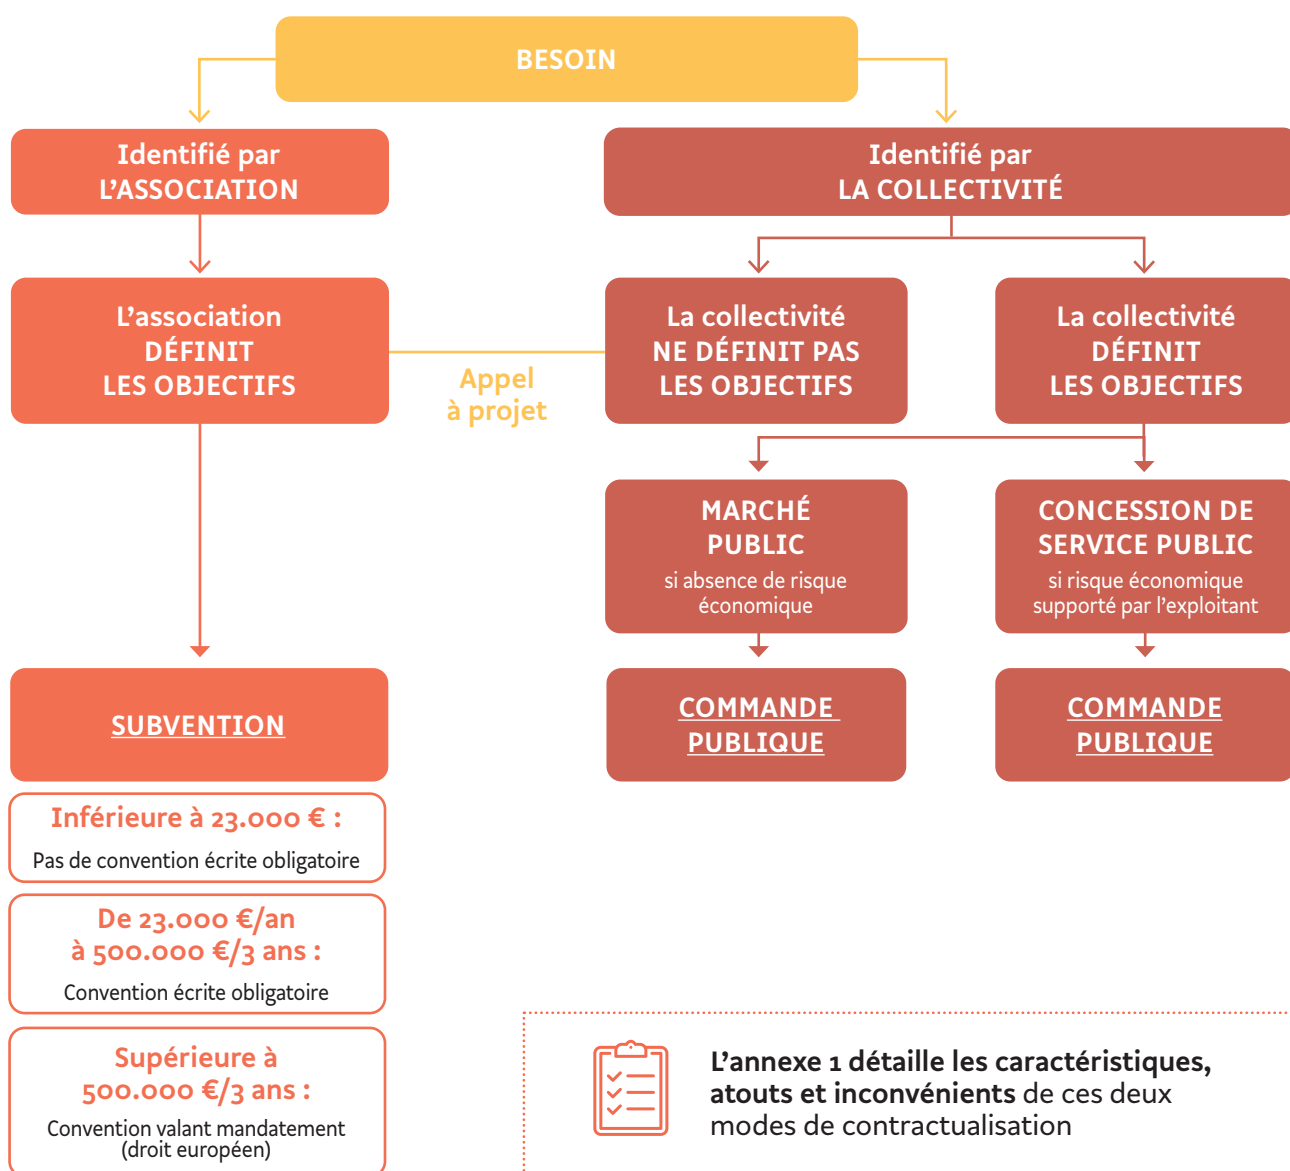 BESOIN
Identifié par
L'ASSOCIATION
Identifié par
LA COLLECTIVITÉ
L'association
DÉFINIT
LES OBJECTIFS
Appel
à projet
La collectivité
NE DÉFINIT PAS
LES OBJECTIFS
La collectivité
DÉFINIT
LES OBJECTIFS
MARCHÉ
PUBLIC
si absence de risque
économique
CONCESSION DE
SERVICE PUBLIC
si risque économique
supporté par l'exploitant
SUBVENTION
COMMANDE
PUBLIQUE
COMMANDE
PUBLIQUE
Inférieure à 23.000 € :
Pas de convention écrite obligatoire
De 23.000 €/an
à 500.000 €/3 ans :
Convention écrite obligatoire
Supérieure à
500.000 €/3 ans :
Convention valant mandatement
(droit européen)
L'annexe 1 détaille les caractéristiques,
atouts et inconvénients de ces deux
modes de contractualisation